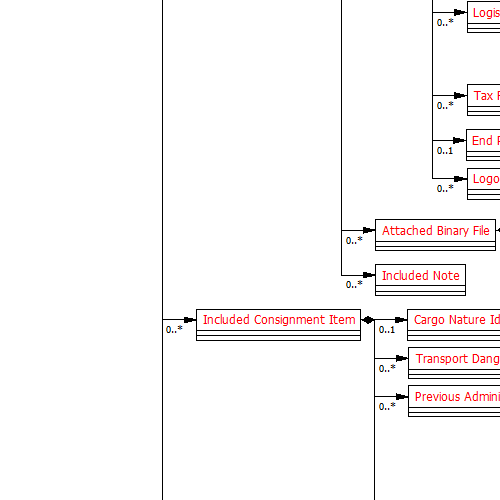 Logis
0..*
Tax
0..*
End
0..1
Logo
0..*
Attached Binary File
0..*
Included Note
0..*
Included Consignment Item
0..*
Cargo Nature Id
0..1
Transport Dang
0..*
Previous Admini
0..*